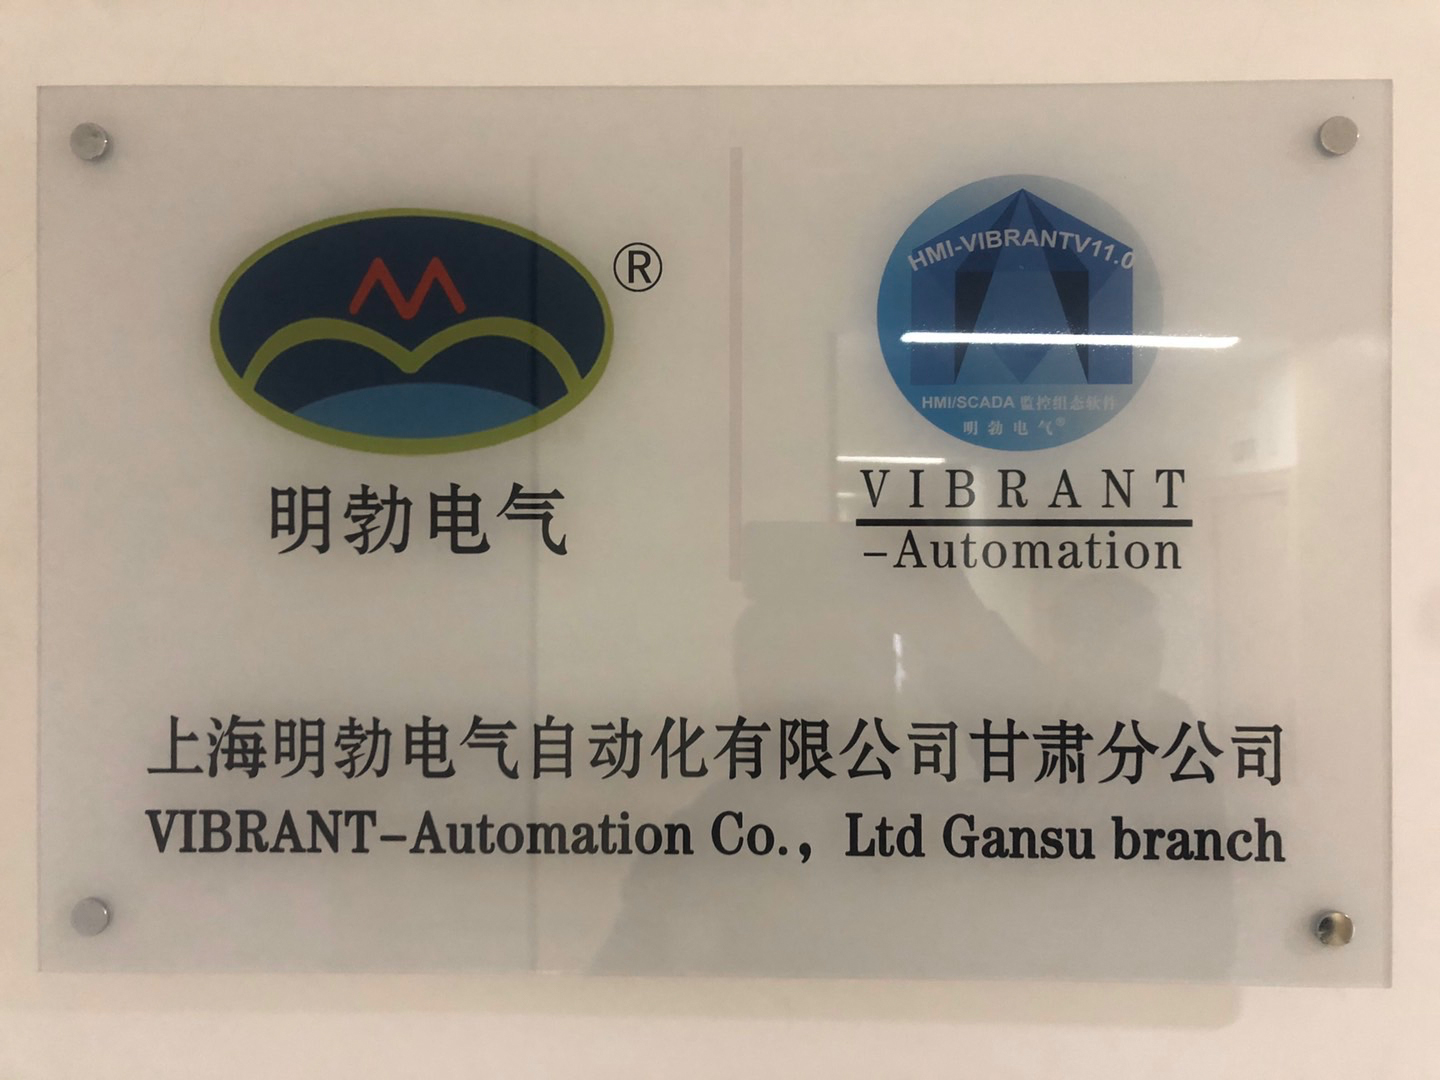 ®
明勃电气
HMI-VIBRANTV11.0
HMI/SCADA 监控组态软件
明勃电气®
VIBRANT
-Automation
上海明勃电气自动化有限公司甘肃分公司
VIBRANT-Automation Co.，Ltd Gansu branch